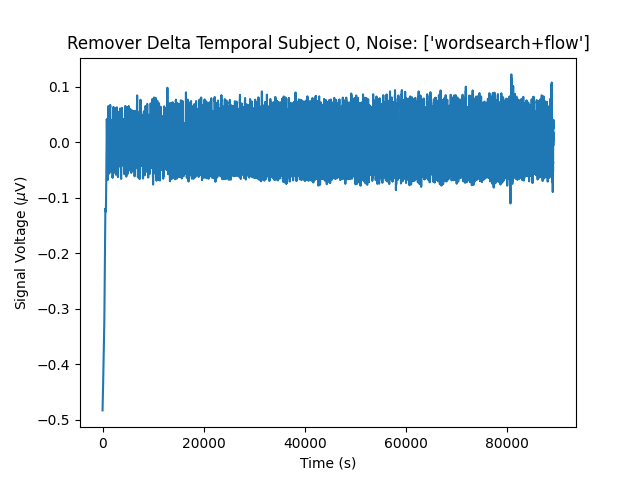 Remover Delta Temporal Subject 0, Noise: ['wordsearch+flow']
0.1
0.0
−0.1
−0.2
−0.3
−0.4
−0.5
Signal Voltage (μV)
0 20000 40000 60000 80000
Time (s)